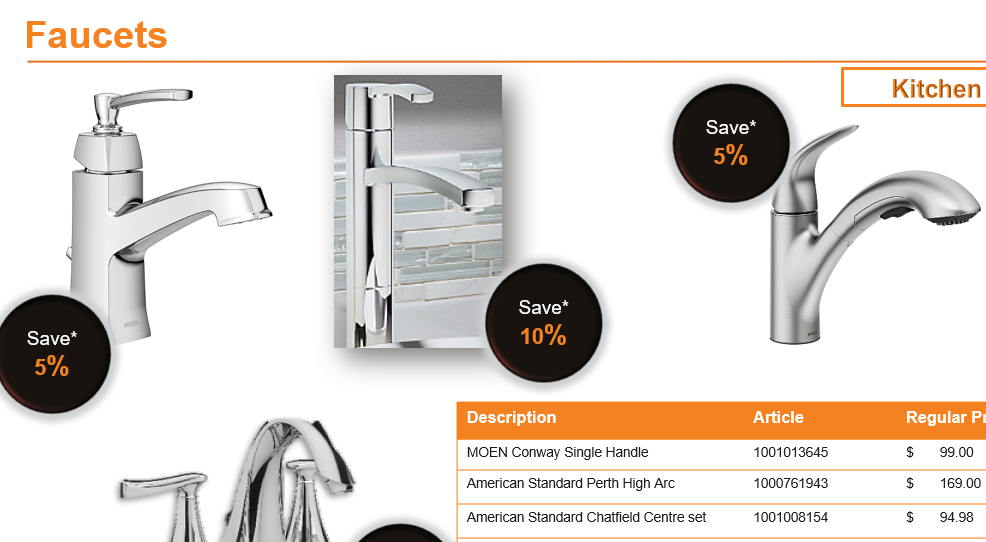 Faucets
Kitchen
Save*
5%
Save*
10%
Save*
5%
MOEN
Description Article Regular Pr
MOEN Conway Single Handle 1001013645 $ 99.00
American Standard Perth High Arc 1000761943 $ 169.00
American Standard Chatfield Centre set 1001008154 $ 94.98